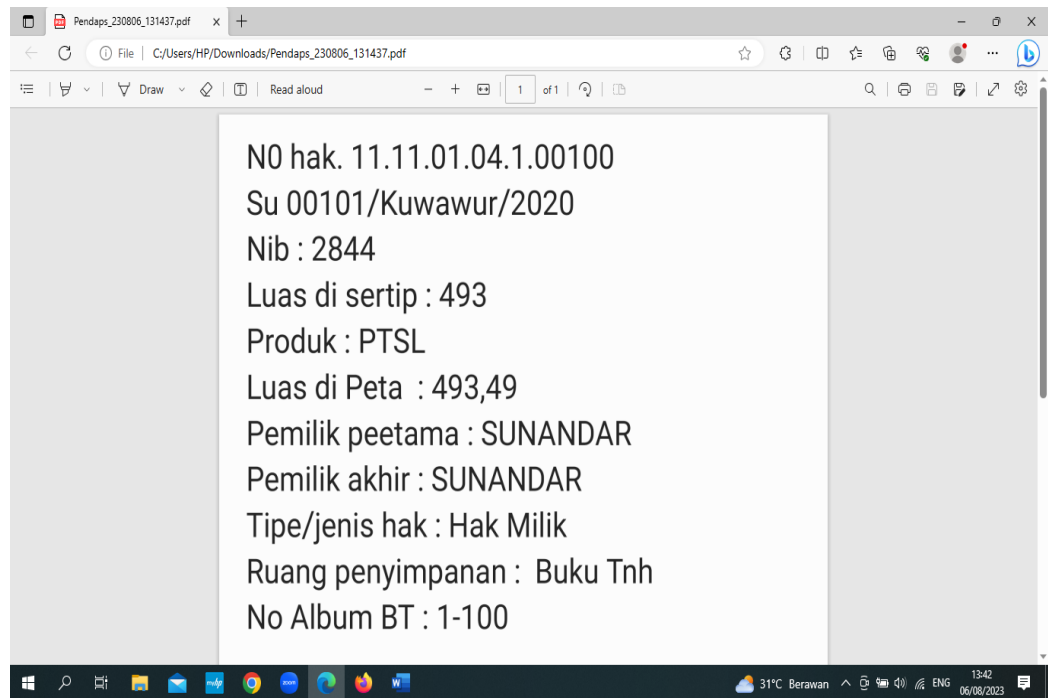 Pendaps_230806_131437.pdf
File | C:/Users/HP/Downloads/Pendaps_230806_131437.pdf
Draw
Read aloud
1 of 1
N0 hak. 11.11.01.04.1.00100
Su 00101/Kuwawur/2020
Nib : 2844
Luas di sertip : 493
Produk : PTSL
Luas di Peta : 493,49
Pemilik peetama : SUNANDAR
Pemilik akhir : SUNANDAR
Tipe/jenis hak : Hak Milik
Ruang penyimpanan : Buku Tnh
No Album BT : 1-100
31°C Berawan
ENG
13:42
06/08/2023